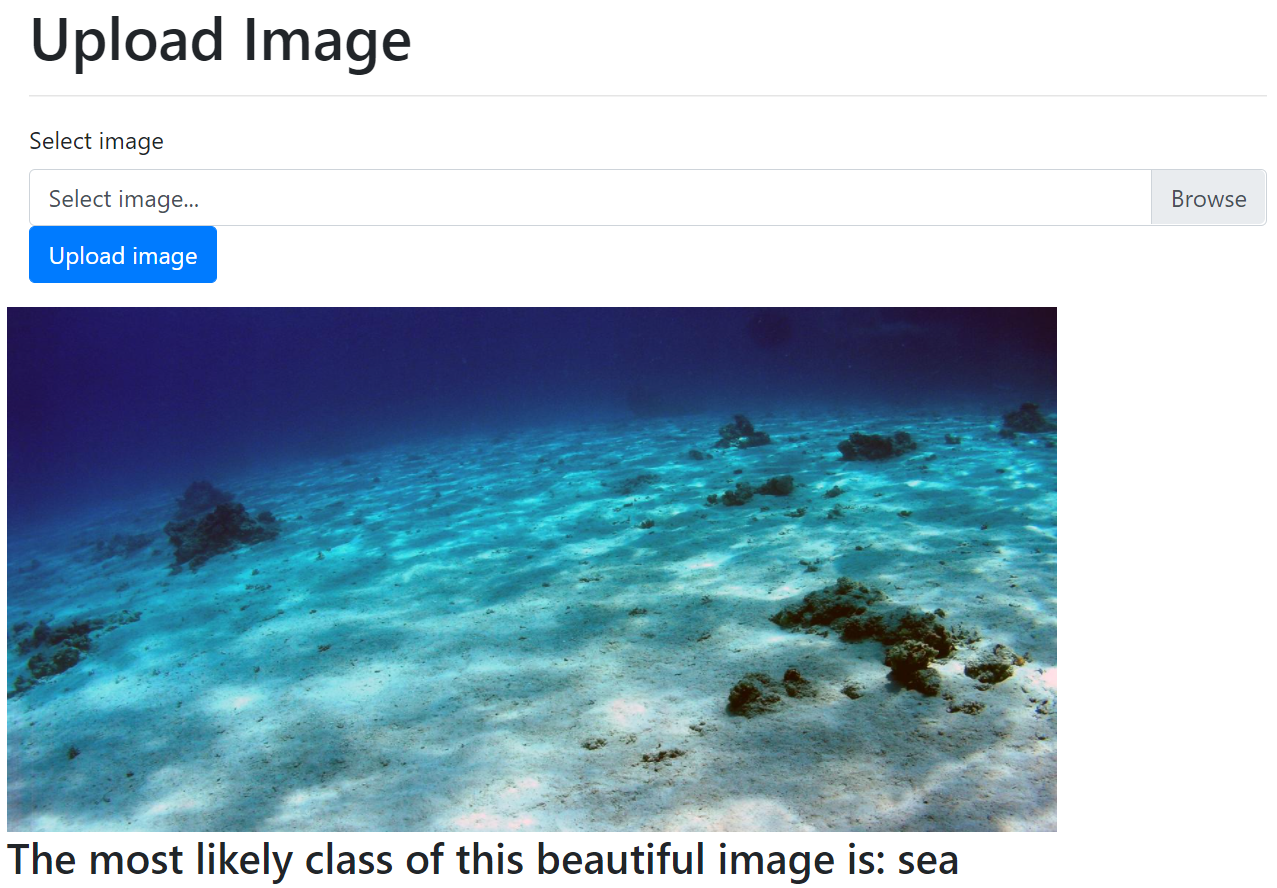 Upload Image
Select image
Select image...
Browse
Upload image
The most likely class of this beautiful image is: sea